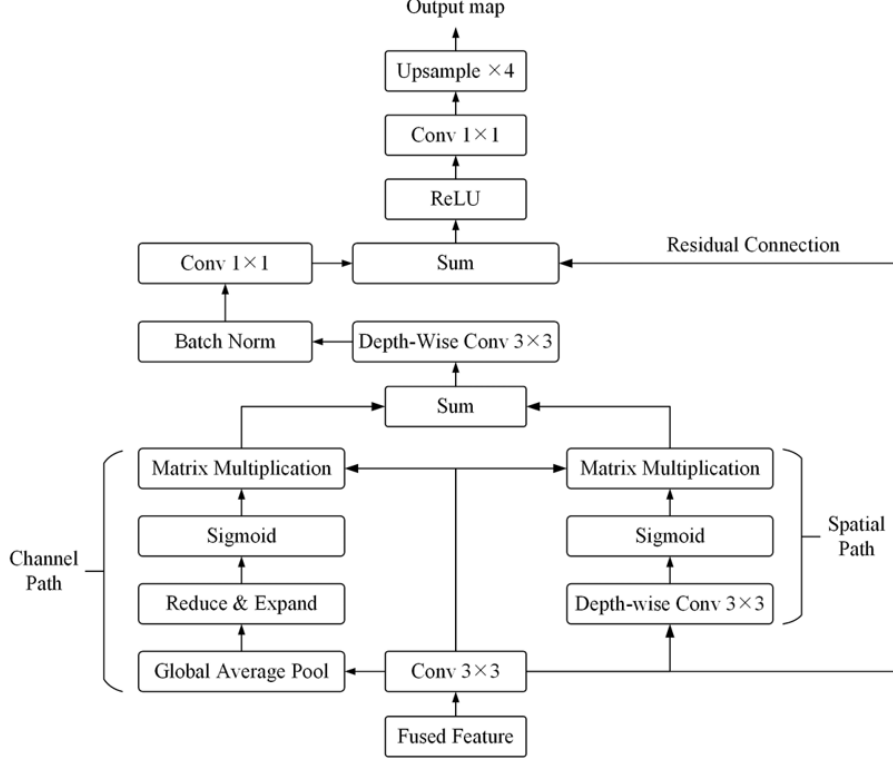 Output map
Upsample ×4
Conv 1×1
ReLU
Residual Connection
Conv 1×1
Sum
Batch Norm
Depth-Wise Conv 3×3
Sum
Matrix Multiplication
Matrix Multiplication
Sigmoid
Sigmoid
Spatial
Path
Channel
Path
Reduce & Expand
Depth-wise Conv 3×3
Global Average Pool
Conv 3×3
Fused Feature